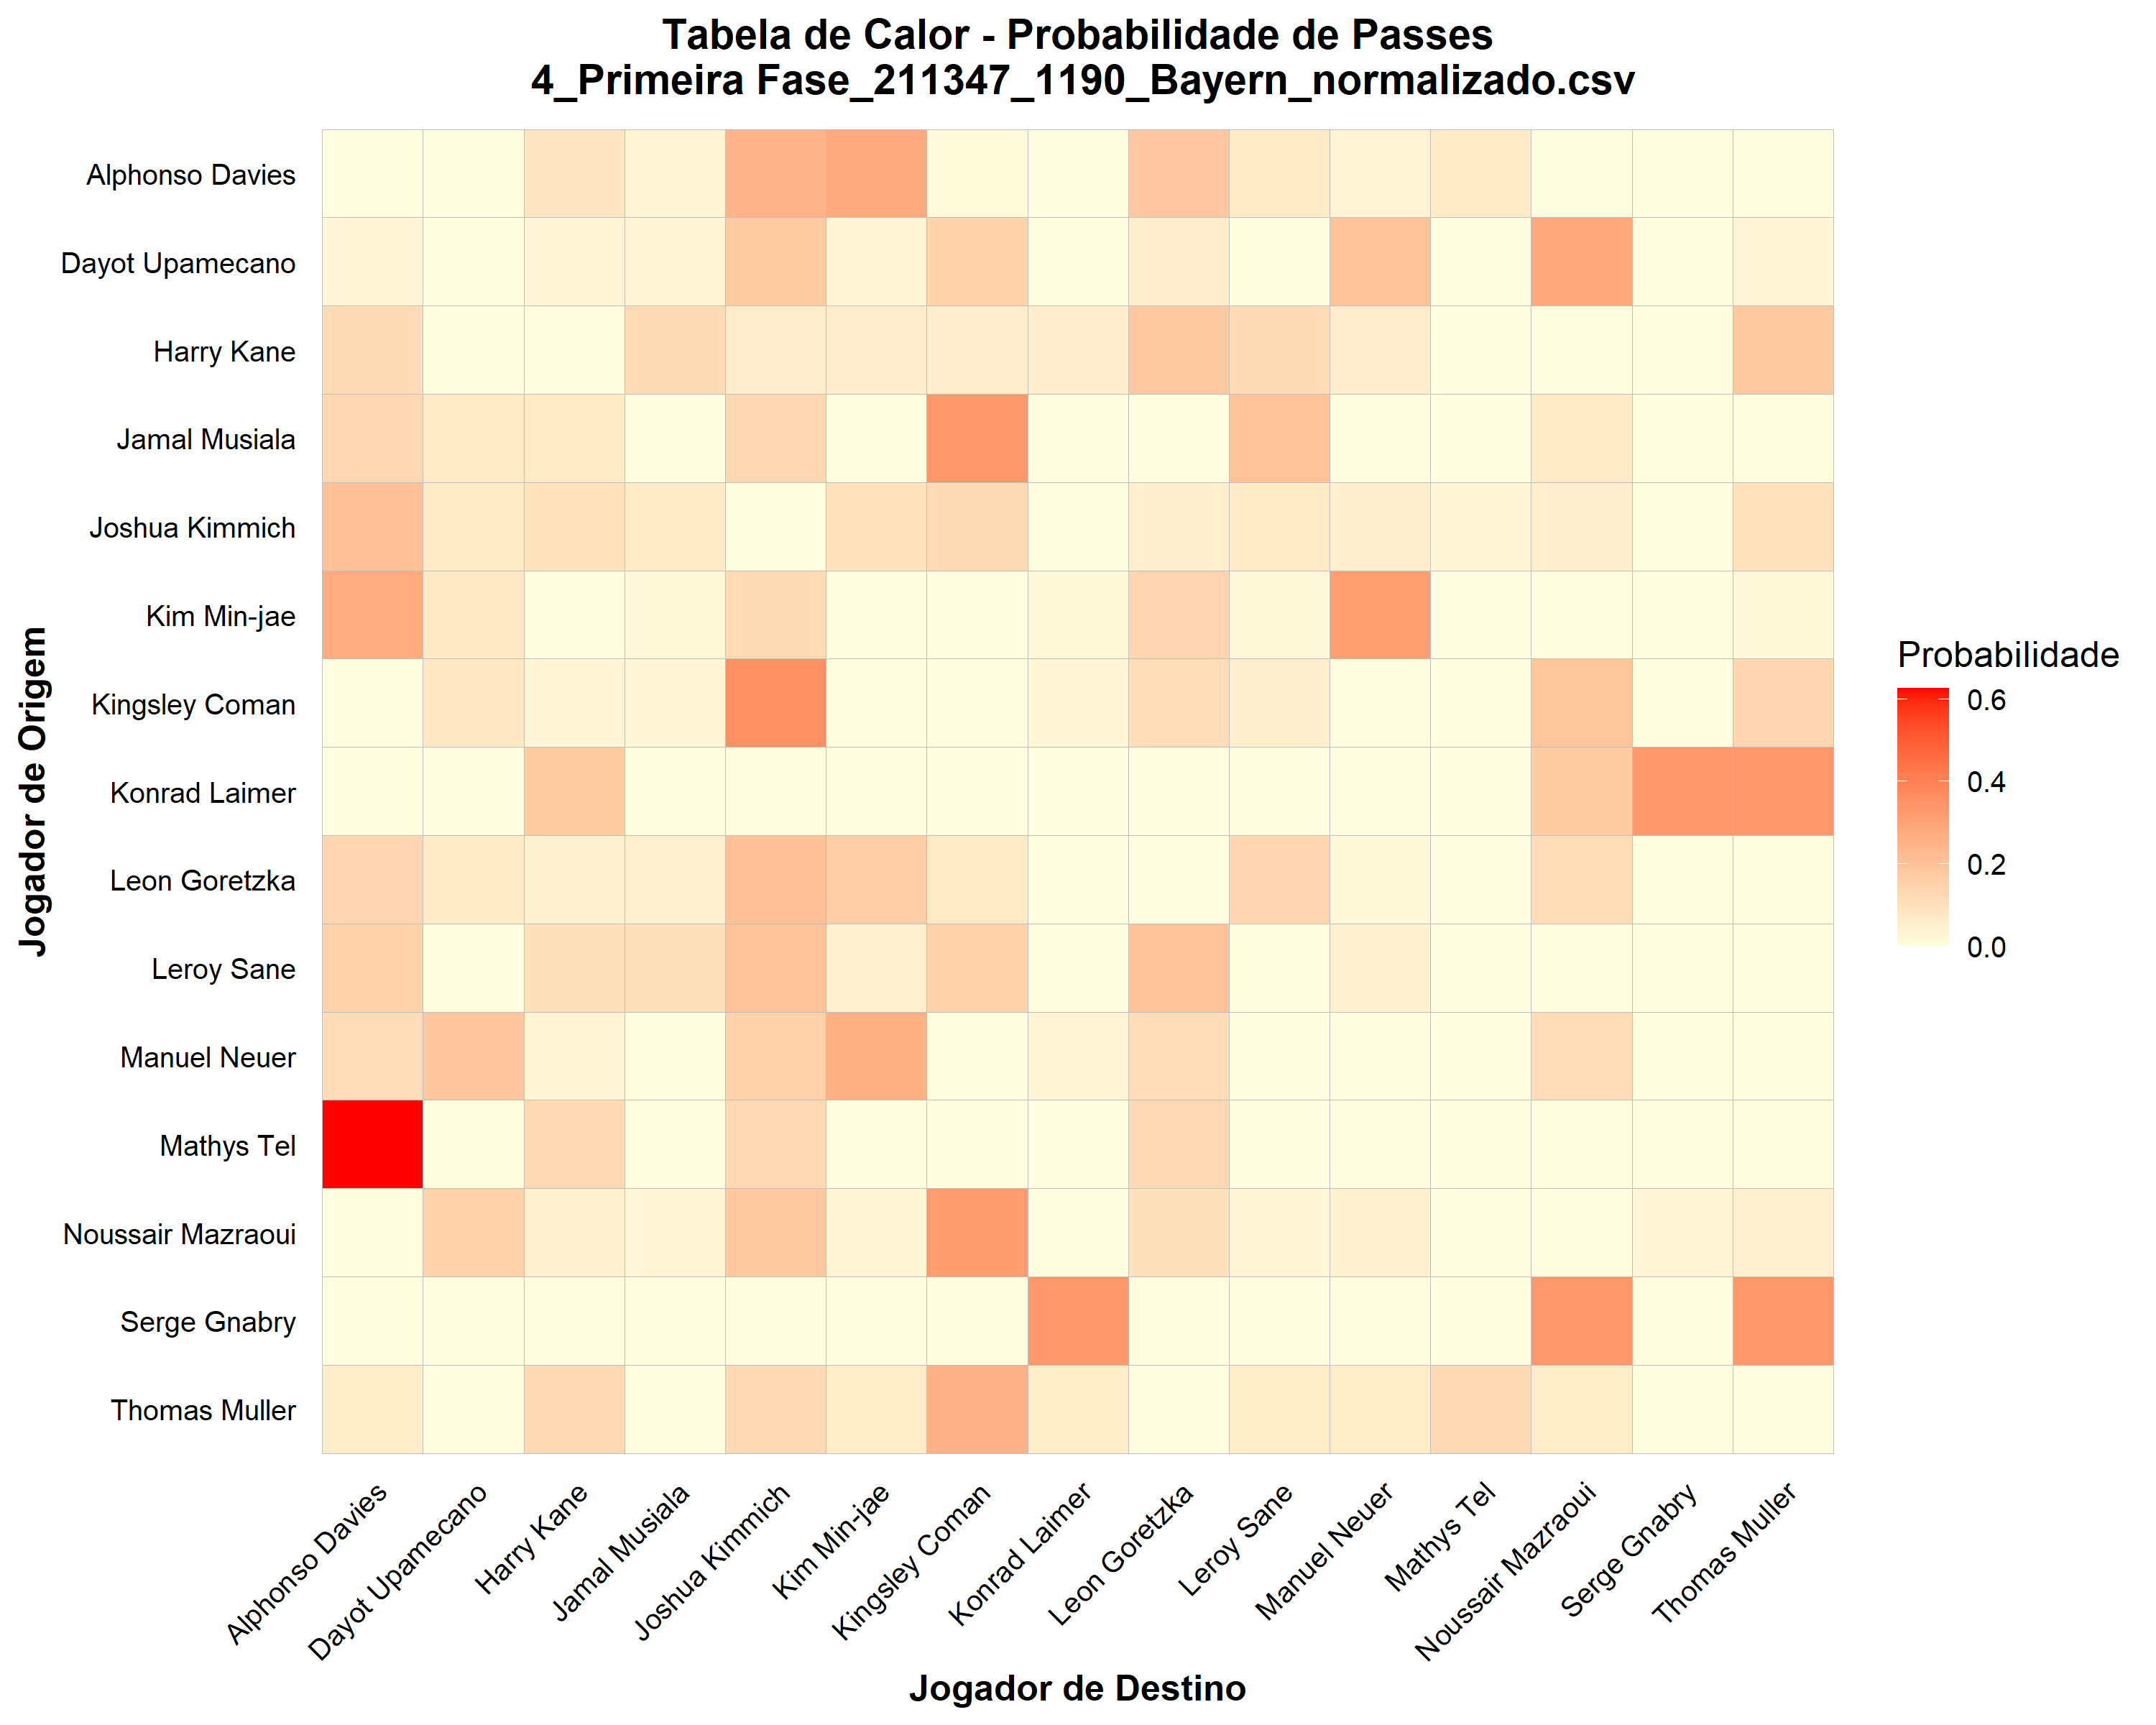 Tabela de Calor - Probabilidade de Passes
4_Primeira Fase_211347_1190_Bayern_normalizado.csv
Jogador de Origem
Alphonso Davies
Dayot Upamecano
Harry Kane
Jamal Musiala
Joshua Kimmich
Kim Min-jae
Kingsley Coman
Konrad Laimer
Leon Goretzka
Leroy Sane
Manuel Neuer
Mathys Tel
Noussair Mazraoui
Serge Gnabry
Thomas Muller
Alphonso Davies
Dayot Upamecano
Harry Kane
Jamal Musiala
Joshua Kimmich
Kim Min-jae
Kingsley Coman
Konrad Laimer
Leon Goretzka
Leroy Sane
Manuel Neuer
Mathys Tel
Noussair Mazraoui
Serge Gnabry
Thomas Muller
Jogador de Destino
Probabilidade
0.6
0.4
0.2
0.0